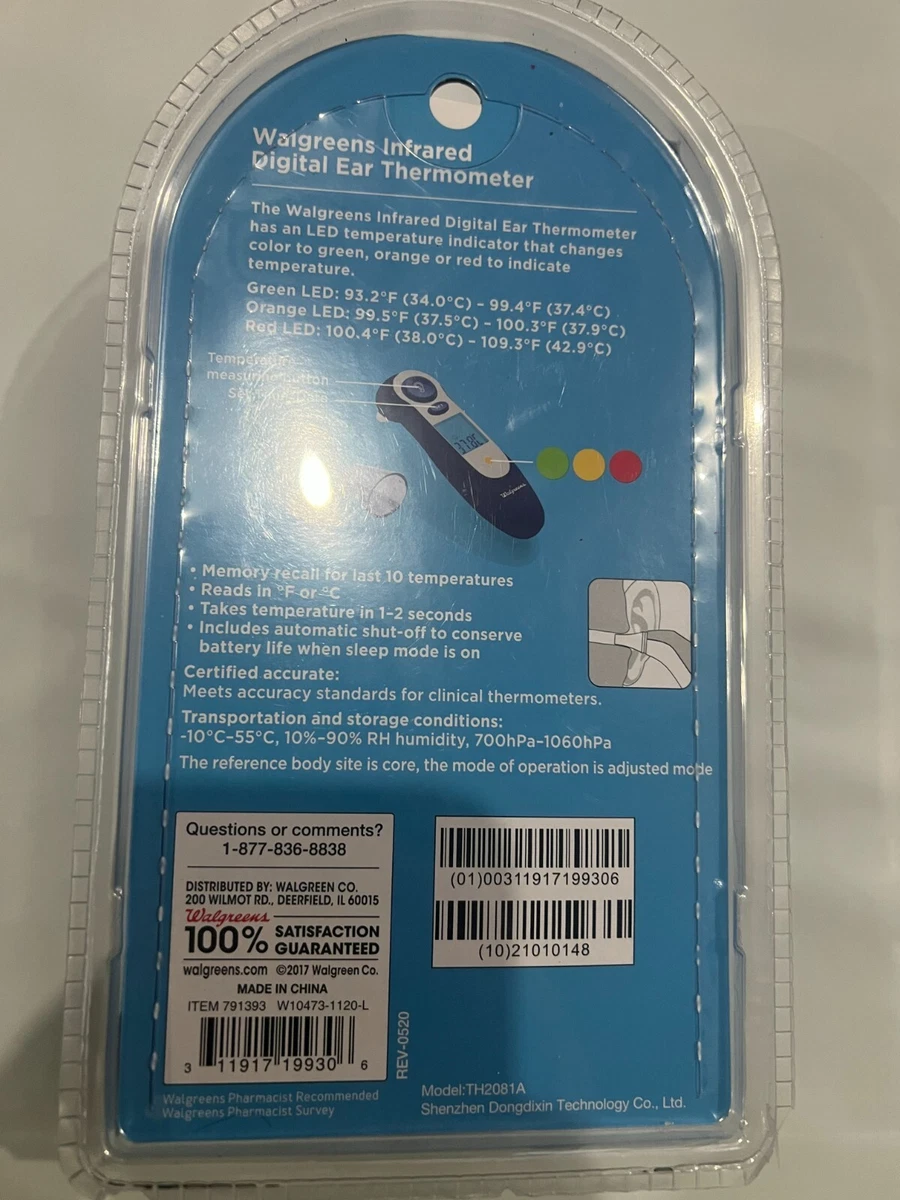 Walgreens Infrared
Digital Ear Thermometer
The Walgreens Infrared Digital Ear Thermometer
has an LED temperature indicator that changes
color to green, orange or red to indicate
temperature.
Green LED: 93.2°F (34.0°C) – 99.4°F (37.4°C)
Orange LED: 99.5°F (37.5°C) – 100.3°F (37.9°C)
Red LED: 100.4°F (38.0°C) – 109.3°F (42.9°C)
Temperature
measuring button
Walgreens
• Memory recall for last 10 temperatures
• Reads in °F or °C
• Takes temperature in 1–2 seconds
• Includes automatic shut-off to conserve
battery life when sleep mode is on
Certified accurate:
Meets accuracy standards for clinical thermometers.
Transportation and storage conditions:
-10°C–55°C, 10%–90% RH humidity, 700hPa–1060hPa
The reference body site is core, the mode of operation is adjusted mode
Questions or comments?
1-877-836-8838
DISTRIBUTED BY: WALGREEN CO.
200 WILMOT RD., DEERFIELD, IL 60015
Walgreens
100% SATISFACTION
GUARANTEED
walgreens.com ©2017 Walgreen Co.
MADE IN CHINA
ITEM 791393 W10473-1120-L
3 11917 19930 6
REV-0520
(01)00311917199306
(10)21010148
Walgreens Pharmacist Recommended
Walgreens Pharmacist Survey
Model:TH2081A
Shenzhen Dongdixin Technology Co., Ltd.